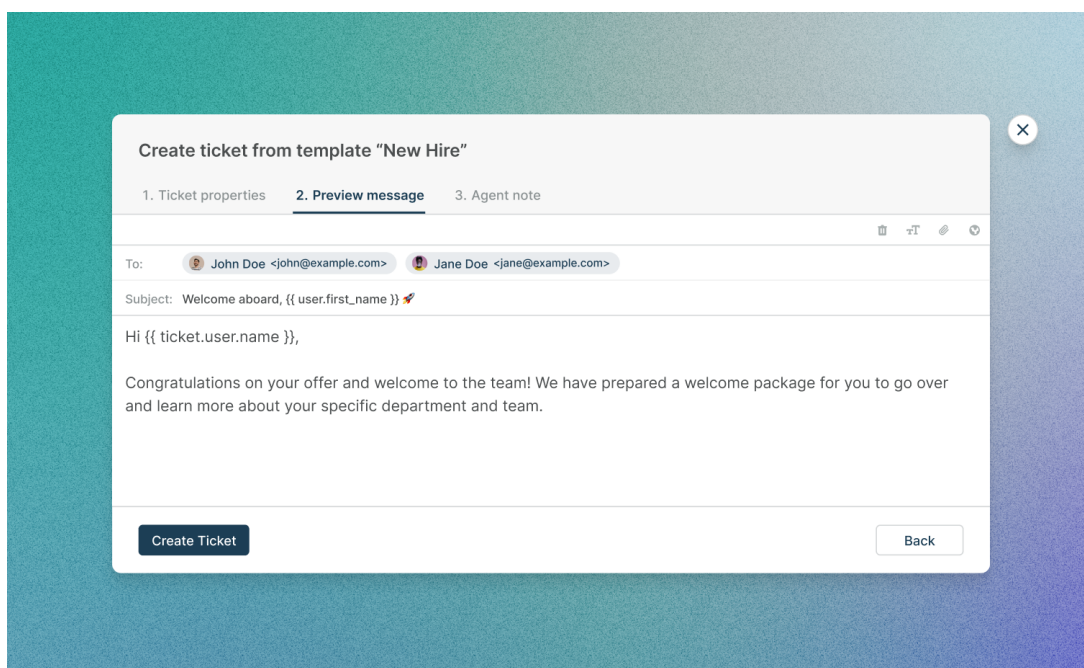 Create ticket from template “New Hire”
1. Ticket properties 2. Preview message 3. Agent note
To: John Doe <john@example.com> Jane Doe <jane@example.com>
Subject: Welcome aboard, {{ user.first_name }} 🚀
Hi {{ ticket.user.name }},
Congratulations on your offer and welcome to the team! We have prepared a welcome package for you to go over
and learn more about your specific department and team.
Create Ticket Back